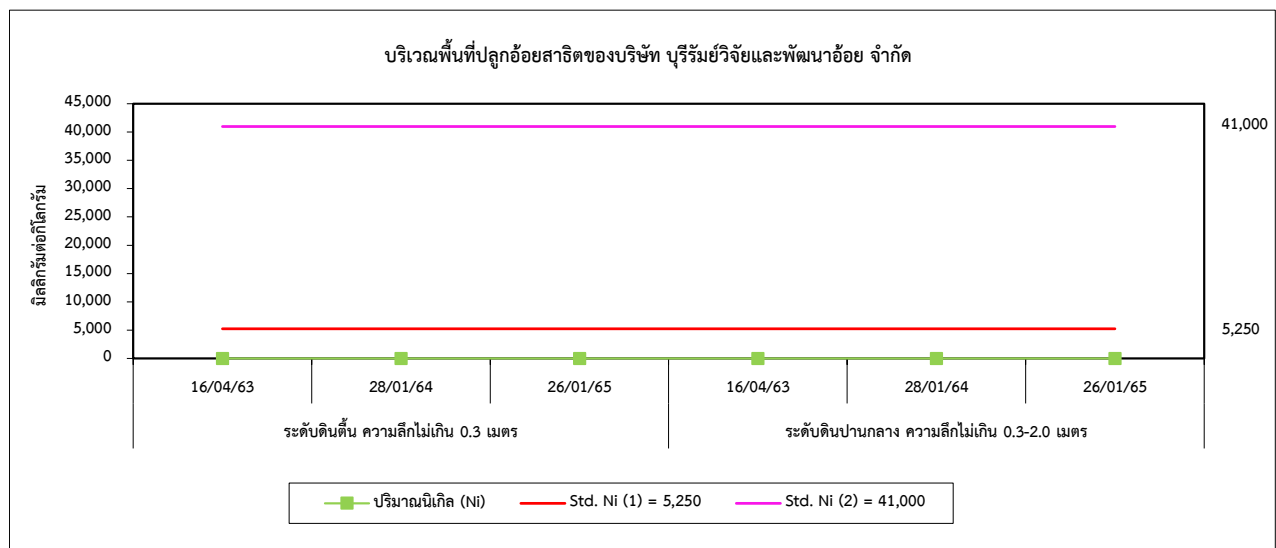 บริเวณพื้นที่ปลูกอ้อยสาธิตของบริษัท บุรีรัมย์วิจัยและพัฒนาอ้อย จำกัด
มิลลิกรัมต่อกิโลกรัม
45,000
40,000
35,000
30,000
25,000
20,000
15,000
10,000
5,000
0
41,000
5,250
16/04/63 28/01/64 26/01/65 16/04/63 28/01/64 26/01/65
ระดับดินตื้น ความลึกไม่เกิน 0.3 เมตร ระดับดินปานกลาง ความลึกไม่เกิน 0.3-2.0 เมตร
ปริมาณนิเกิล (Ni) Std. Ni (1) = 5,250 Std. Ni (2) = 41,000